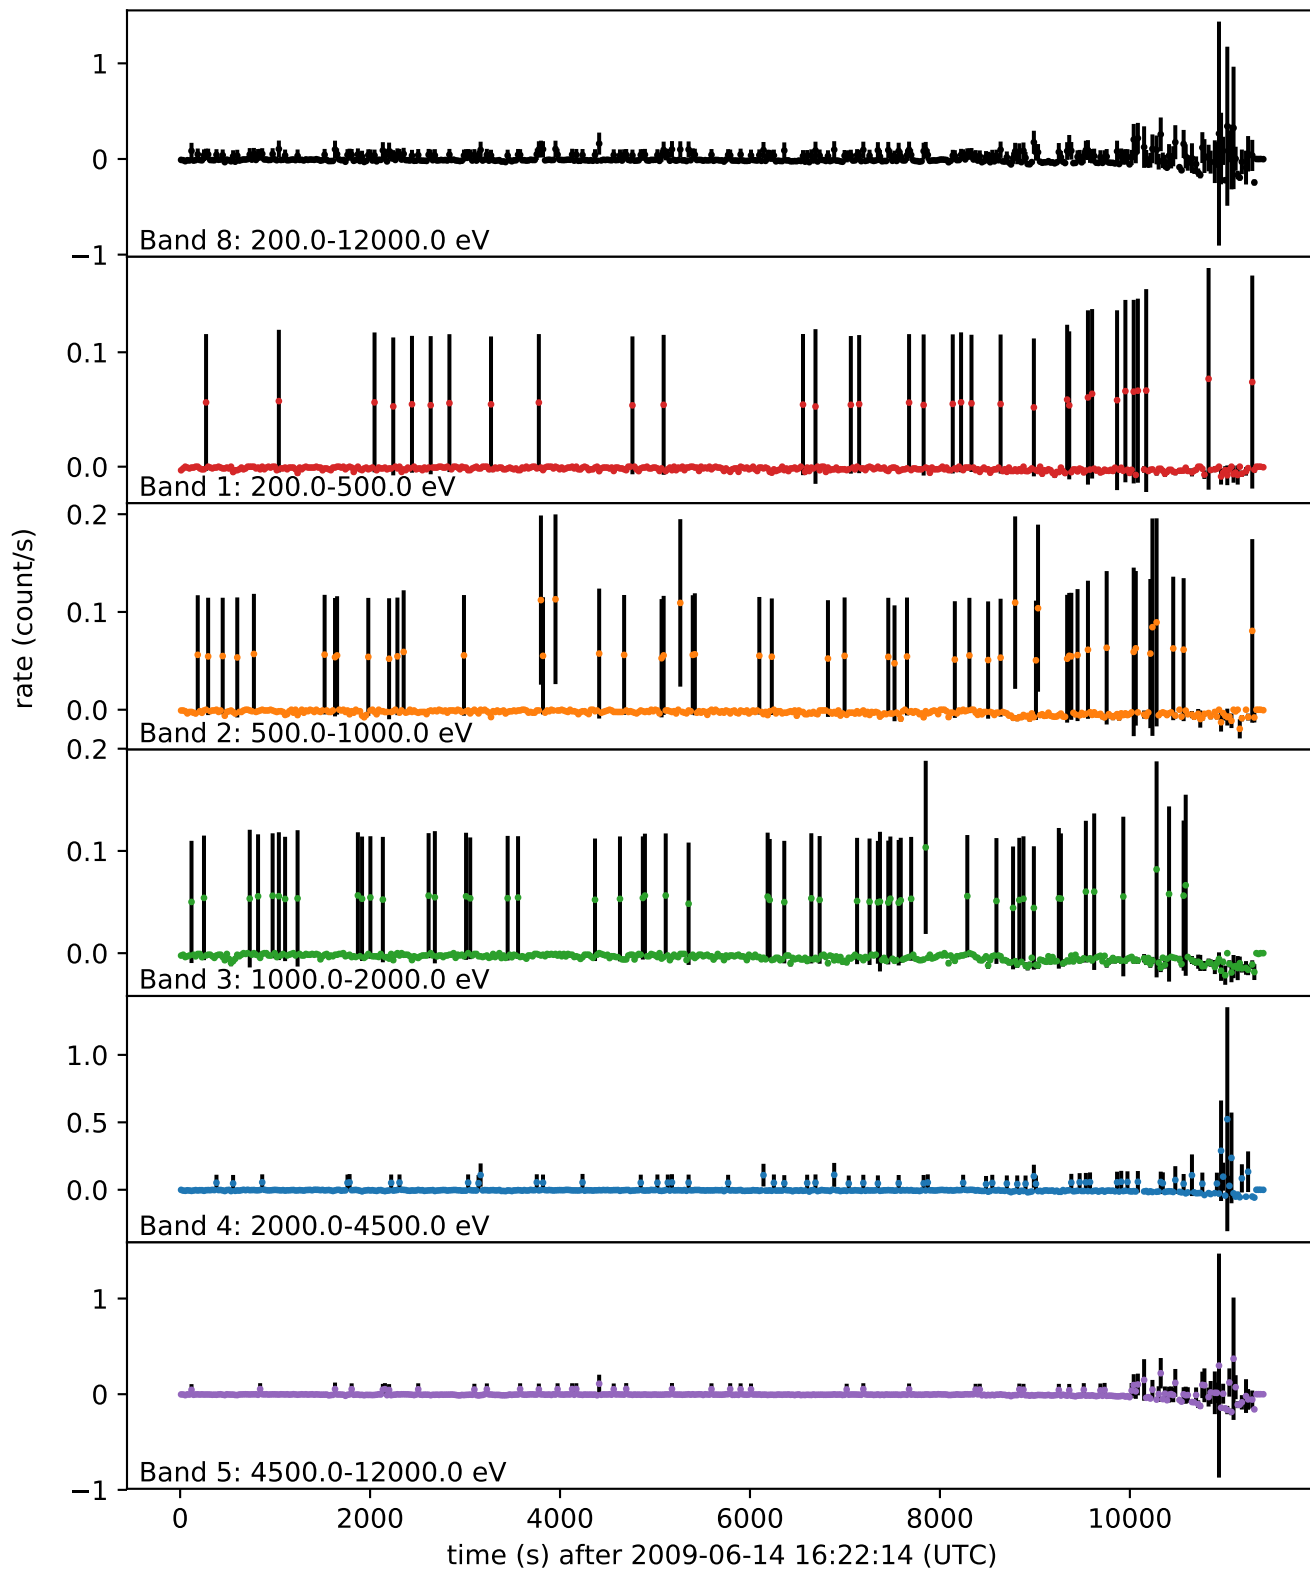 1
0
−1
Band 8: 200.0-12000.0 eV
0.1
0.0
Band 1: 200.0-500.0 eV
0.2
0.1
0.0
Band 2: 500.0-1000.0 eV
rate (count/s)
0.2
0.1
0.0
Band 3: 1000.0-2000.0 eV
1.0
0.5
0.0
Band 4: 2000.0-4500.0 eV
1
0
−1
Band 5: 4500.0-12000.0 eV
0 2000 4000 6000 8000 10000
time (s) after 2009-06-14 16:22:14 (UTC)